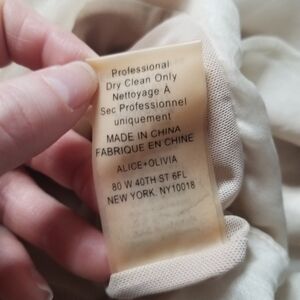 Professional
Dry Clean Only
Nettoyage À
Sec Professionnel
uniquement
MADE IN CHINA
FABRIQUE EN CHINE
ALICE+OLIVIA
80 W 40TH ST 6FL
NEW YORK. NY10018